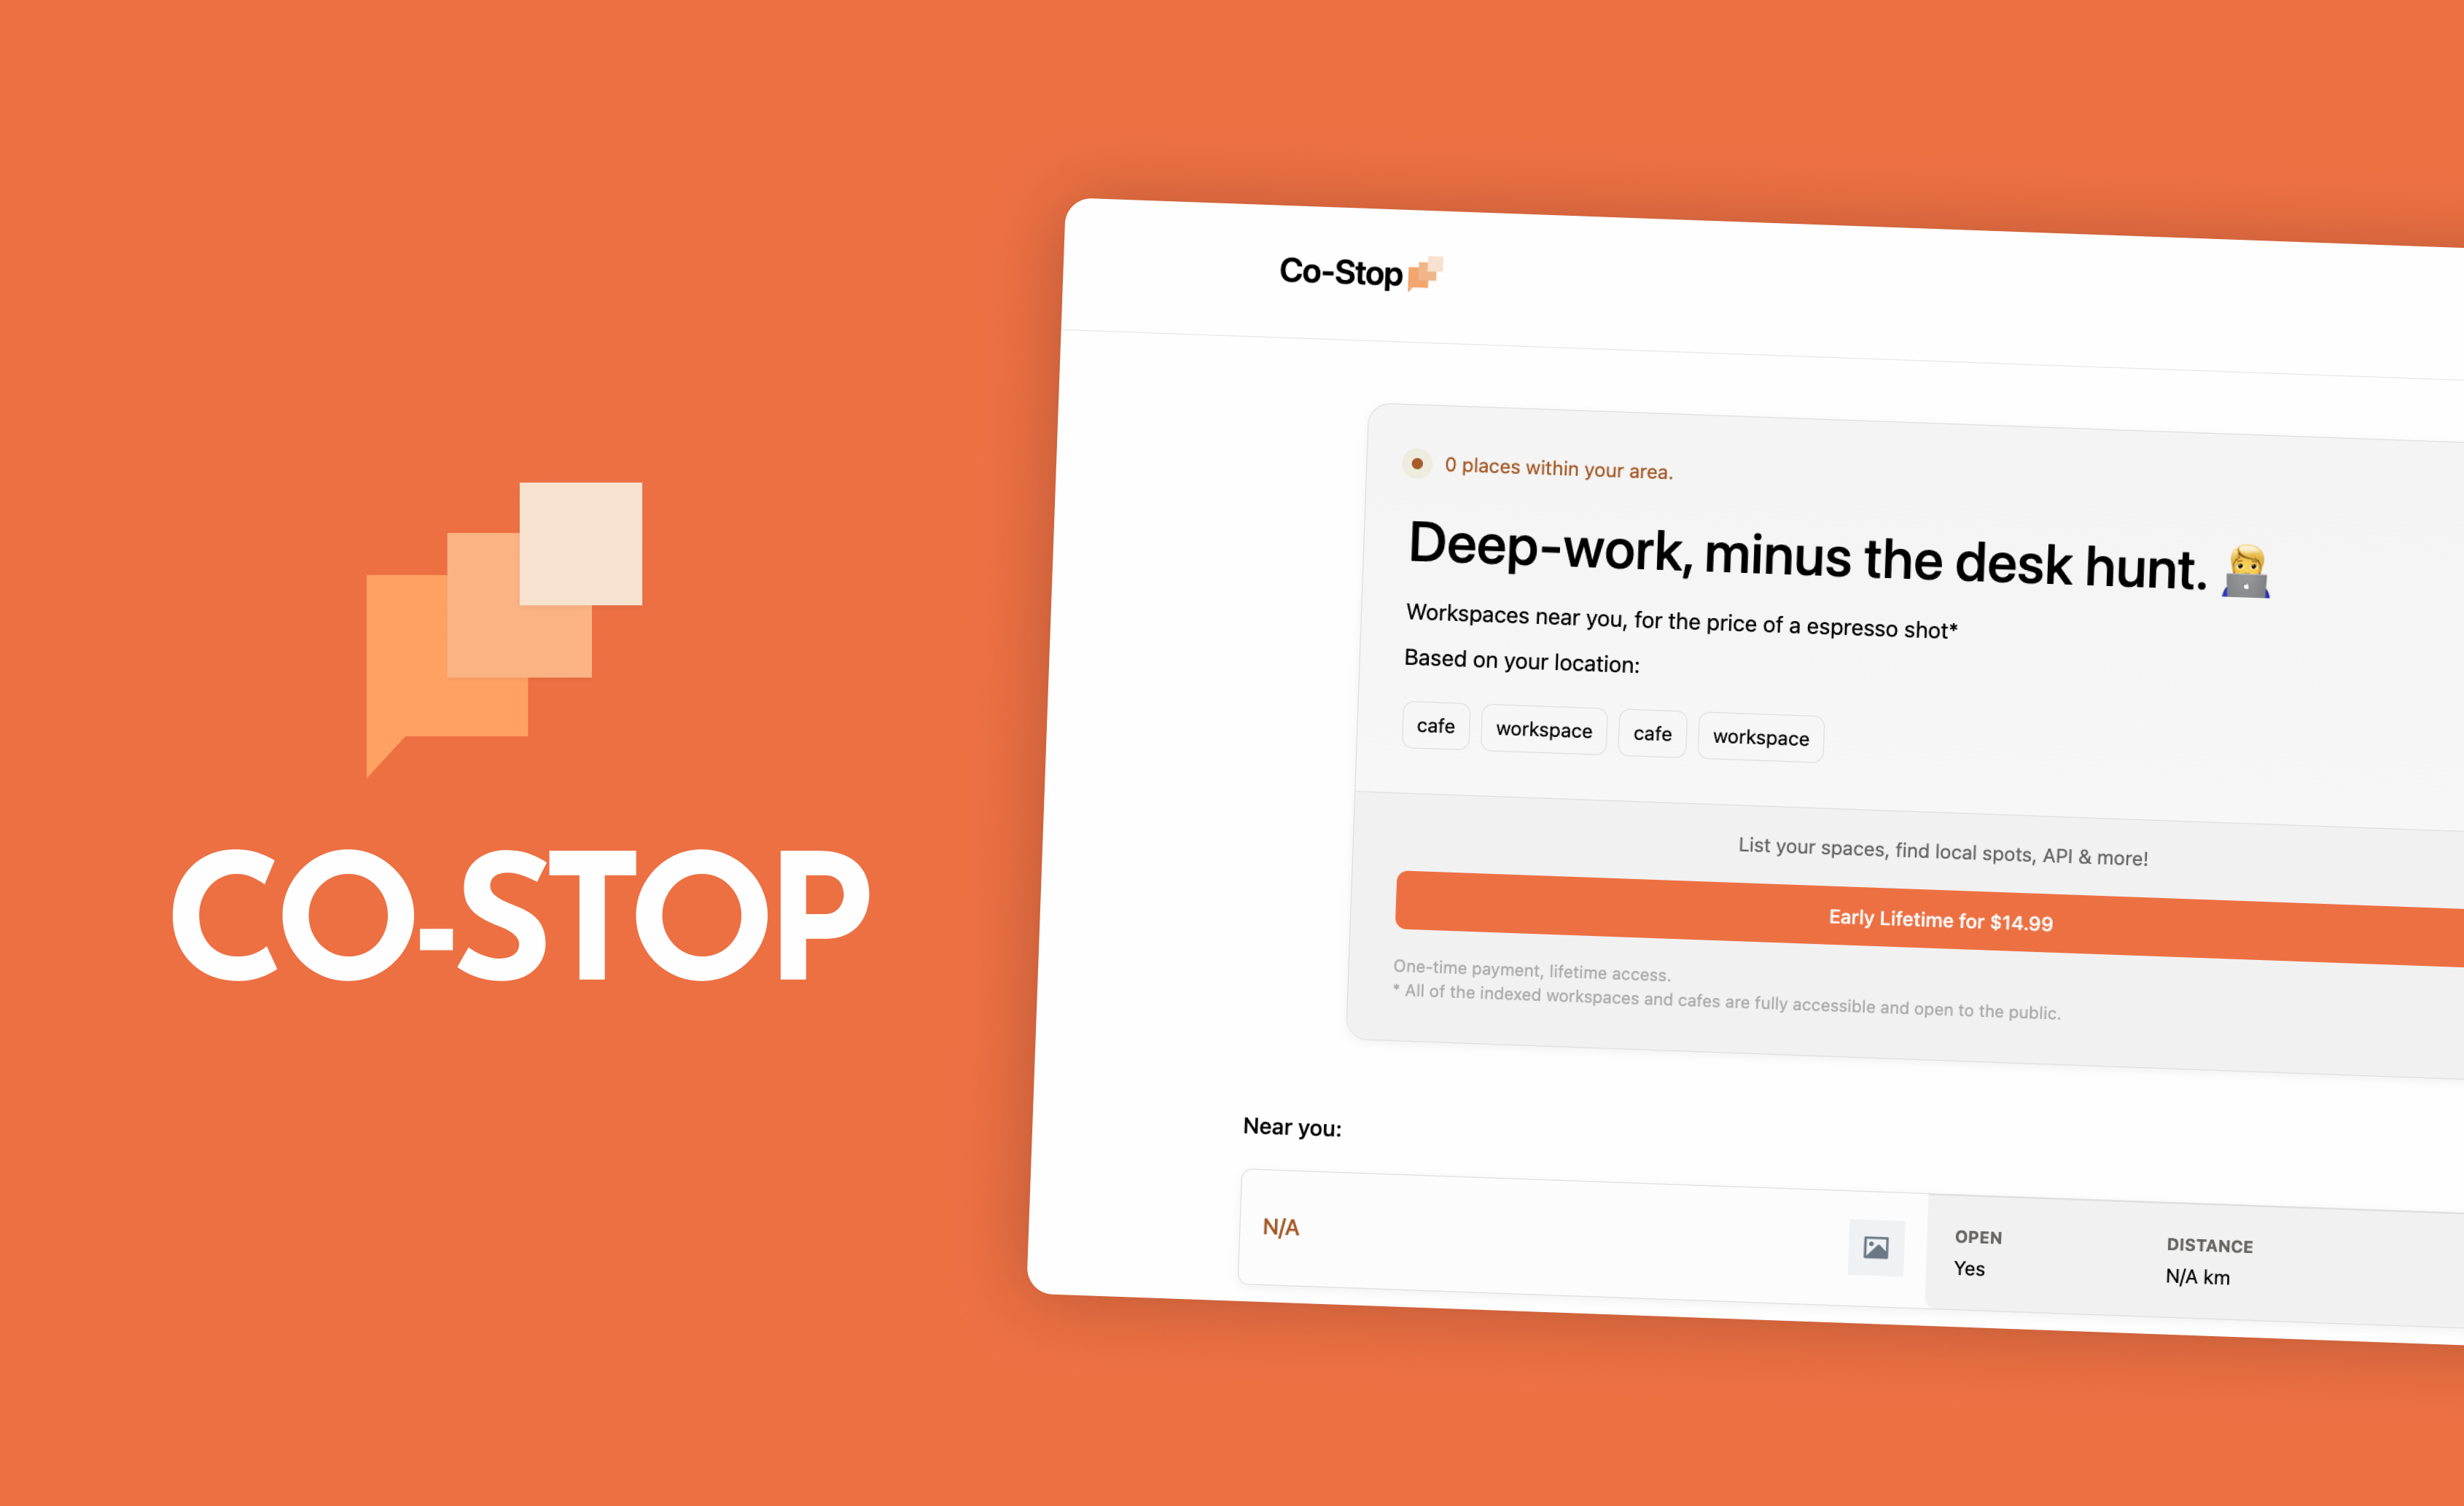 CO-STOP
Co-Stop
0 places within your area.
Deep-work, minus the desk hunt. 👨‍💻
Workspaces near you, for the price of a espresso shot*
Based on your location:
cafe workspace cafe workspace
List your spaces, find local spots, API & more!
Early Lifetime for $14.99
One-time payment, lifetime access.
* All of the indexed workspaces and cafes are fully accessible and open to the public.
Near you:
N/A
OPEN DISTANCE
Yes N/A km